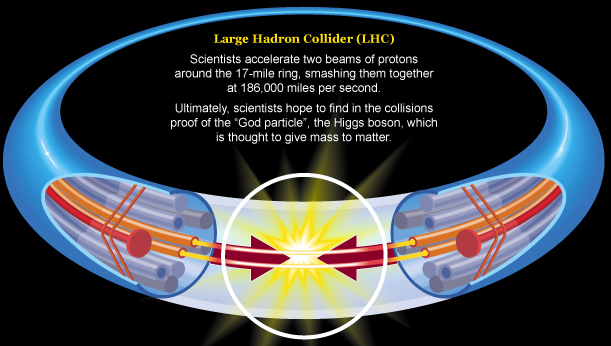 Large Hadron Collider (LHC)
Scientists accelerate two beams of protons
around the 17-mile ring, smashing them together
at 186,000 miles per second.
Ultimately, scientists hope to find in the collisions
proof of the “God particle”, the Higgs boson, which
is thought to give mass to matter.